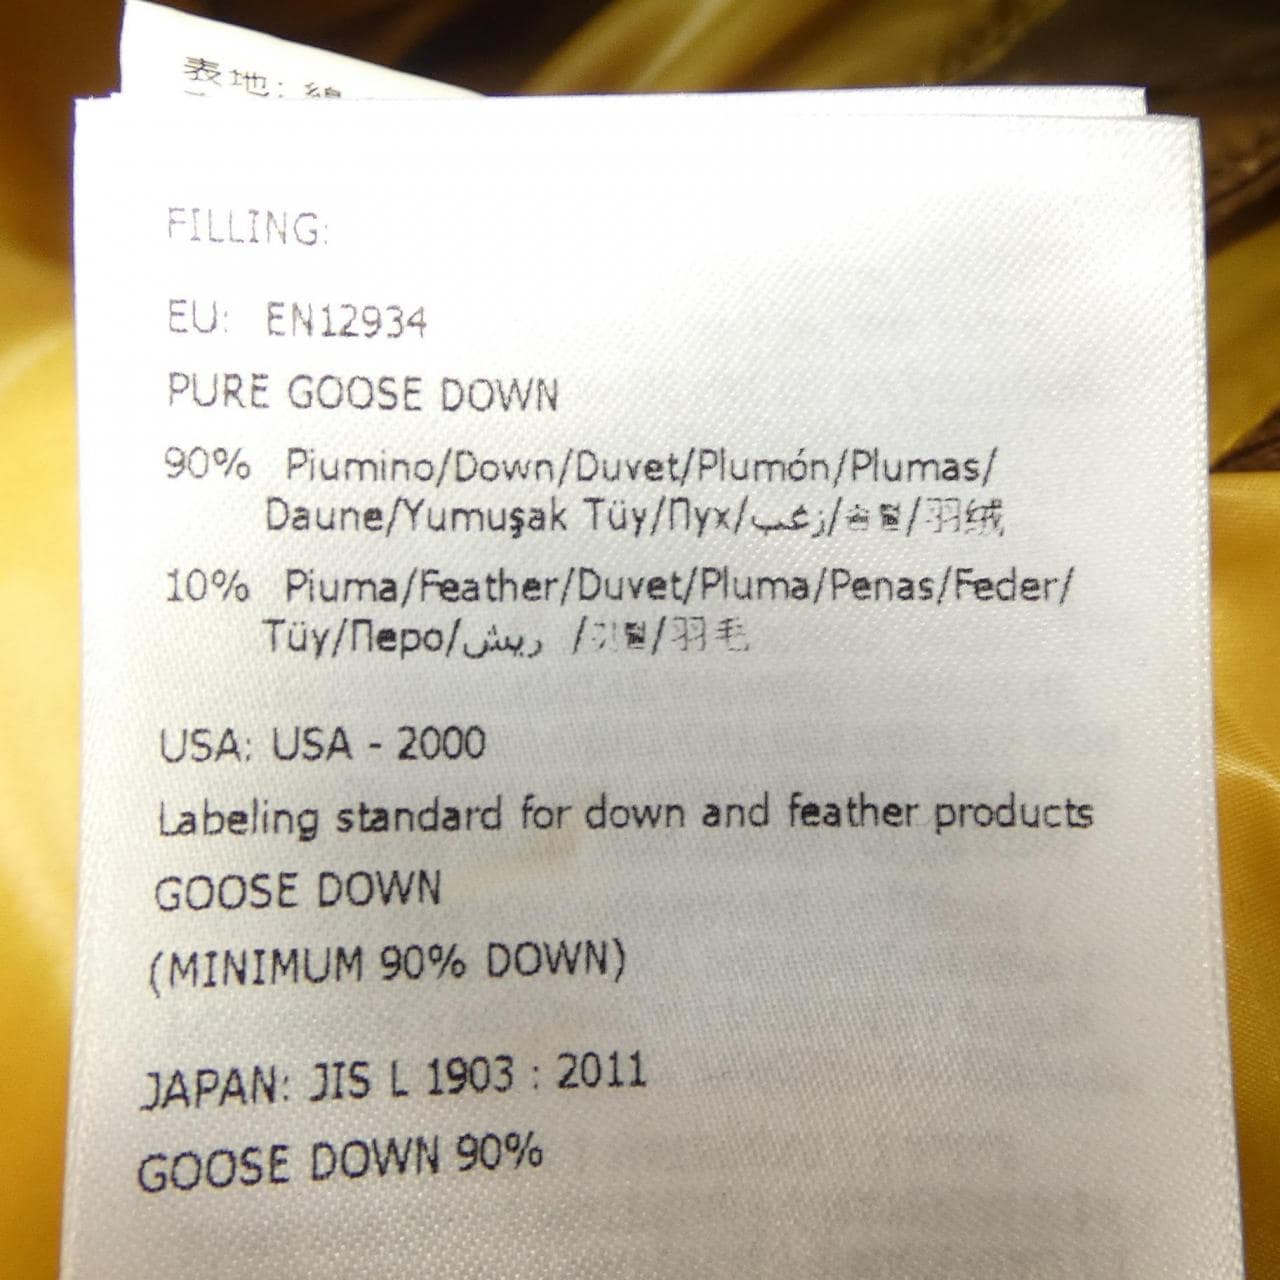 表地: 綿
FILLING:
EU: EN12934
PURE GOOSE DOWN
90% Piumino/Down/Duvet/Plumón/Plumas/
Daune/Yumuşak Tüy/Пух/زغب/솜털/羽绒
10% Piuma/Feather/Duvet/Pluma/Penas/Feder/
Tüy/Перо/ريش /깃털/羽毛
USA: USA - 2000
Labeling standard for down and feather products
GOOSE DOWN
(MINIMUM 90% DOWN)
JAPAN: JIS L 1903 : 2011
GOOSE DOWN 90%